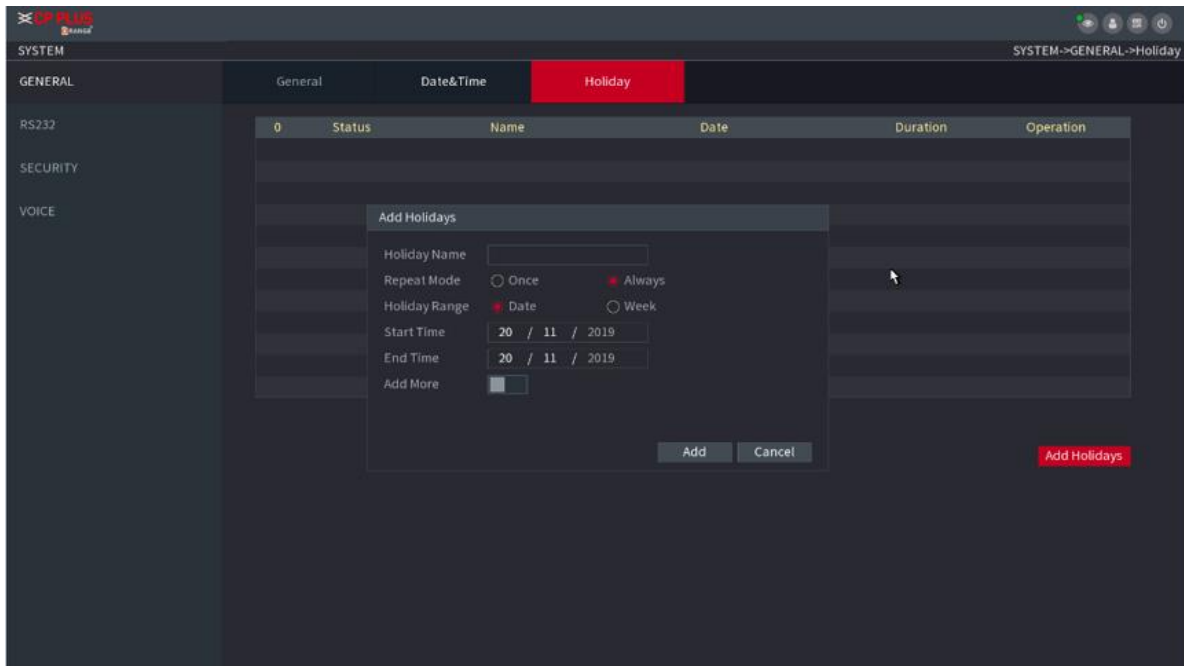 CP PLUS
ORANGE
SYSTEM SYSTEM->GENERAL->Holiday
GENERAL General Date&Time Holiday
RS232
0 Status Name Date Duration Operation
SECURITY
VOICE
Add Holidays
Holiday Name
Repeat Mode Once Always
Holiday Range Date Week
Start Time 20 / 11 / 2019
End Time 20 / 11 / 2019
Add More
Add Cancel
Add Holidays